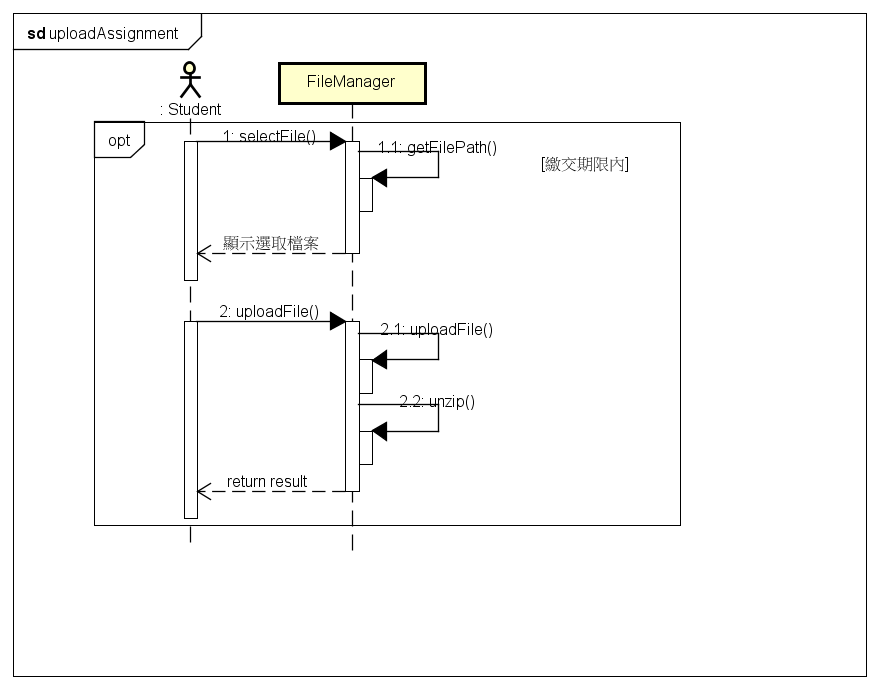 sd uploadAssignment
: Student
FileManager
opt
1: selectFile()
1.1: getFilePath()
[繳交期限內]
顯示選取檔案
2: uploadFile()
2.1: uploadFile()
2.2: unzip()
return result